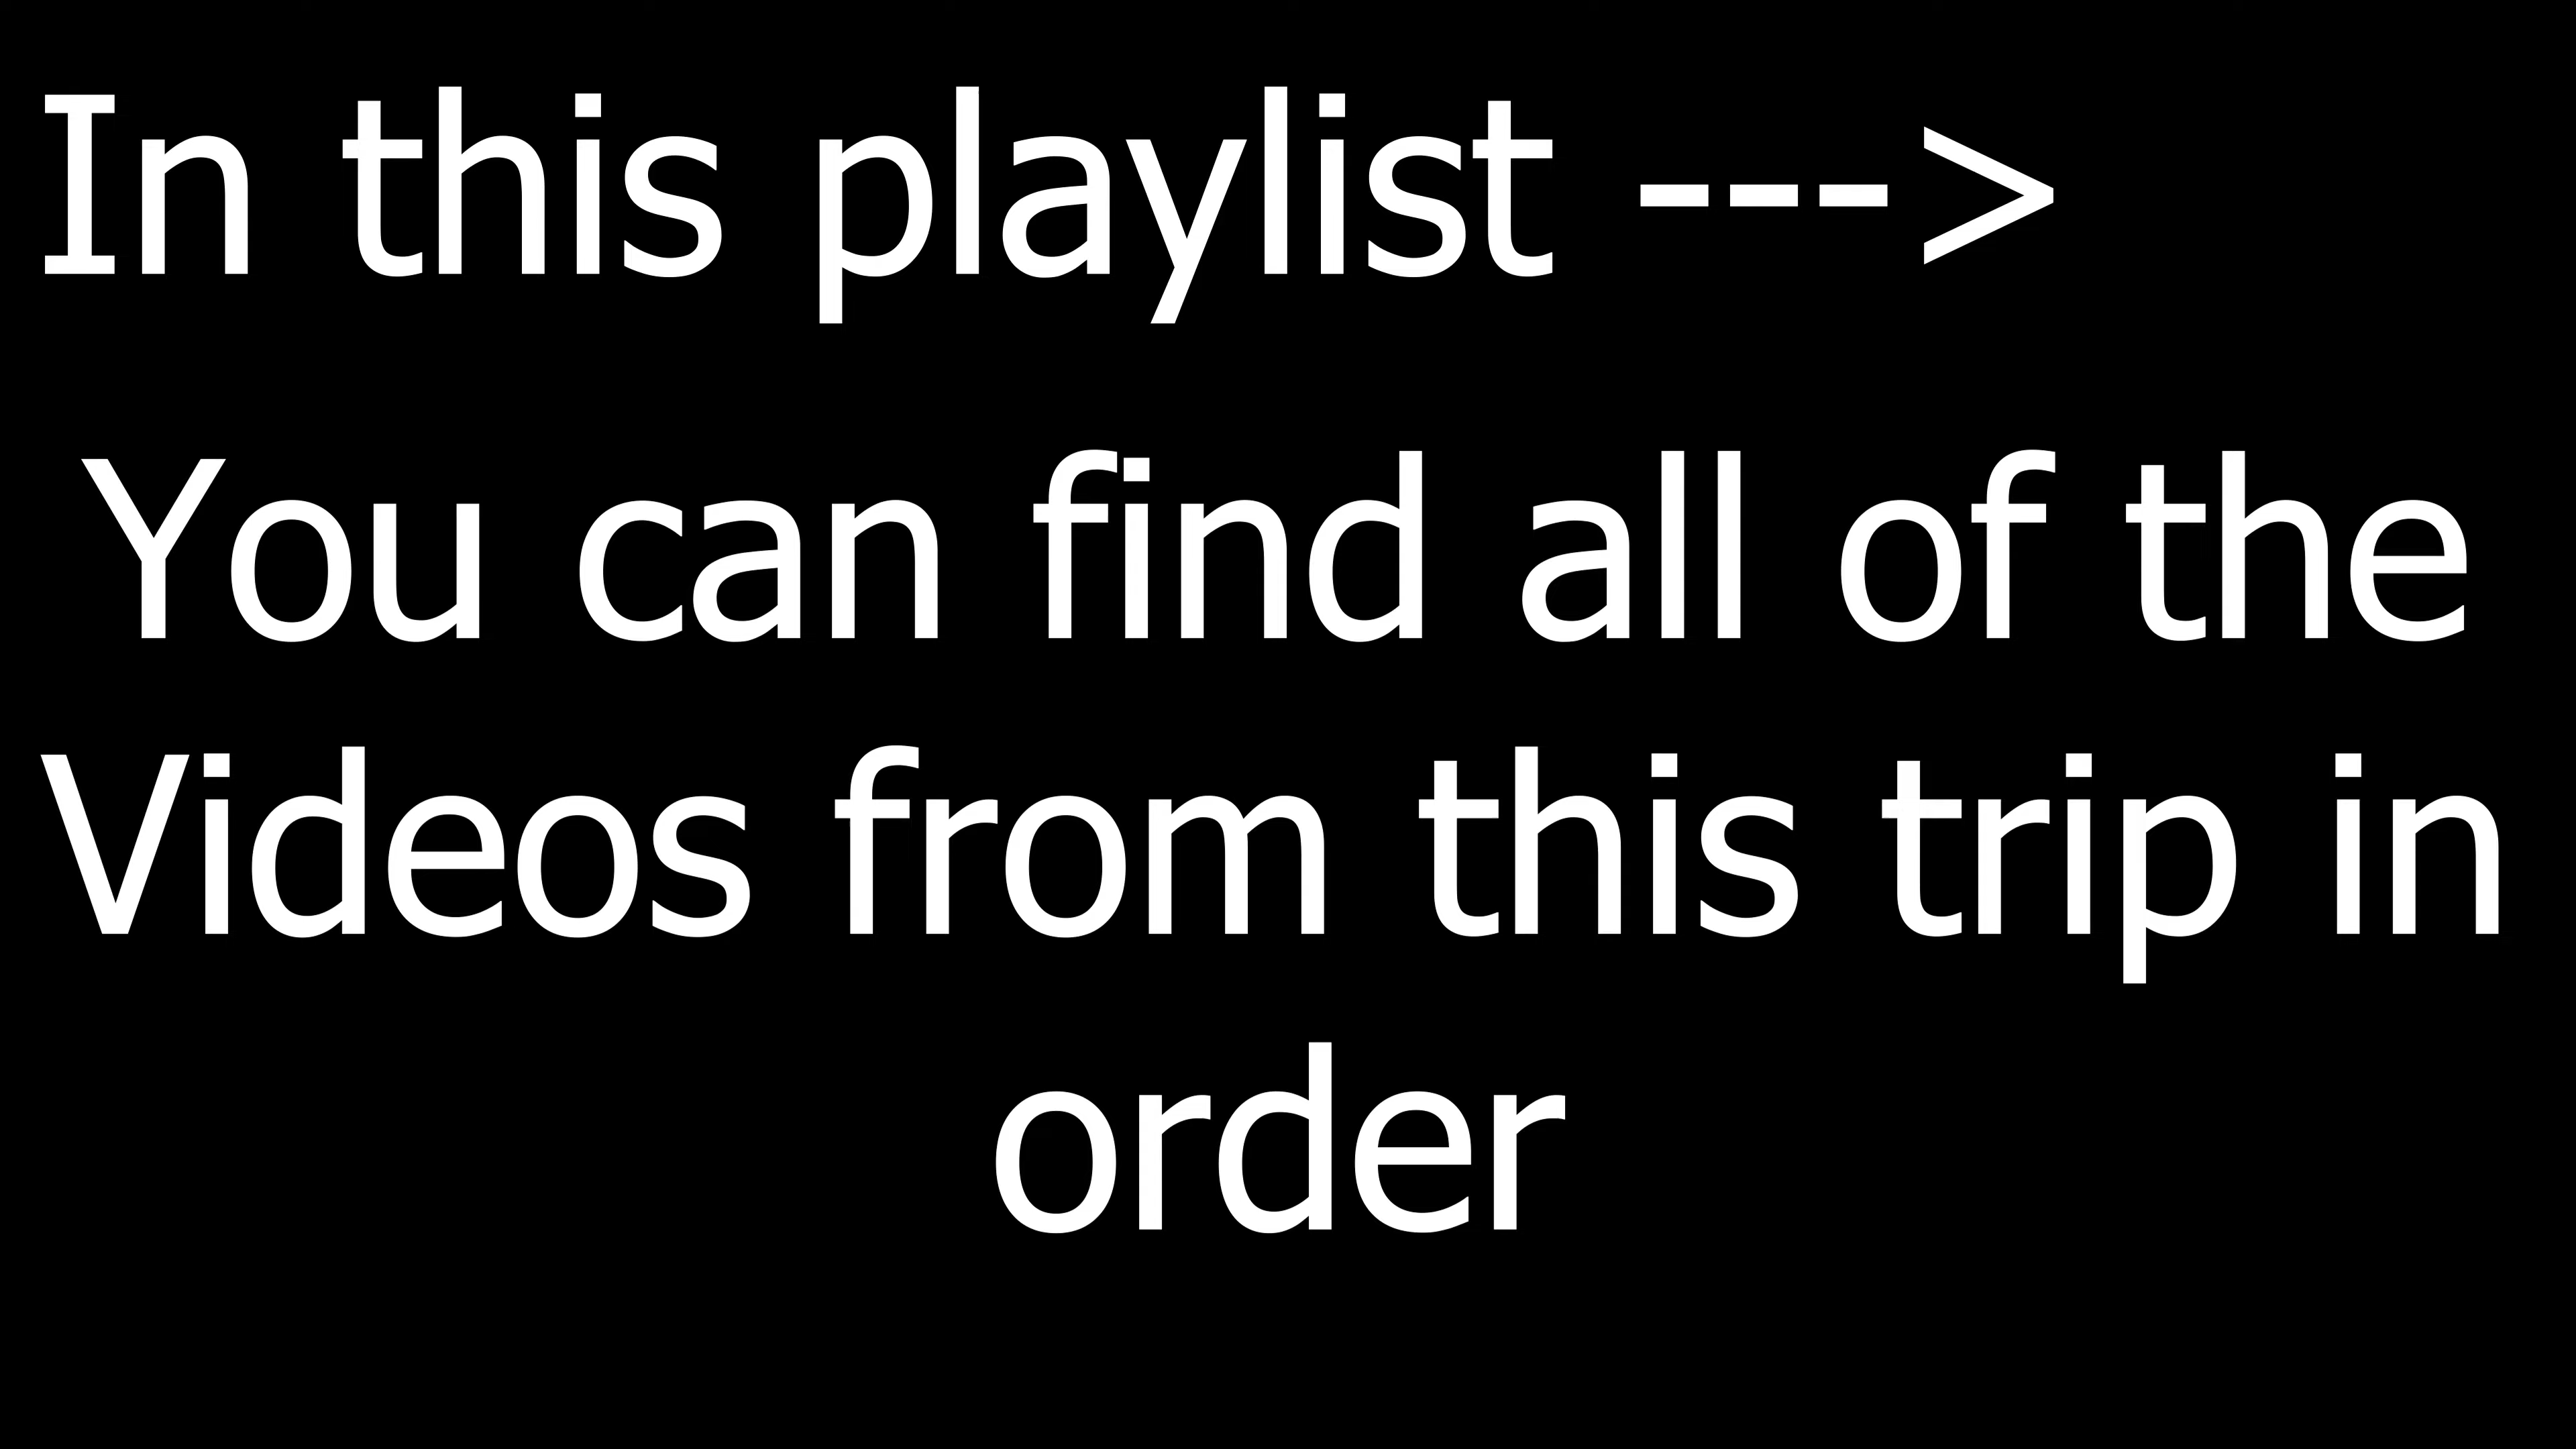 In this playlist --->
You can find all of the
Videos from this trip in
order